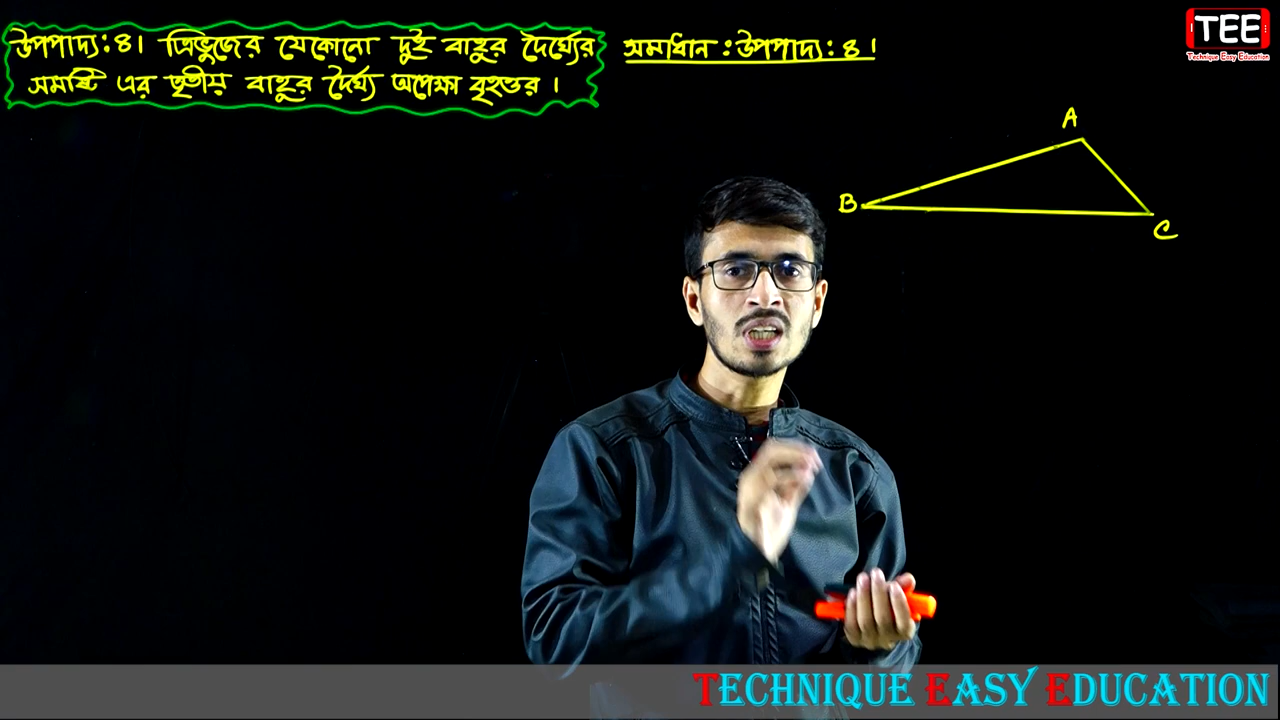 উপপাদ্য:৪। ত্রিভুজের যেকোনো দুই বাহুর দৈর্ঘ্যের
সমষ্টি এর তৃতীয় বাহুর দৈর্ঘ্য অপেক্ষা বৃহত্তর।
সমাধান:উপপাদ্য:৪।
TEE
Technique Easy Education
A
B
C
TECHNIQUE EASY EDUCATION